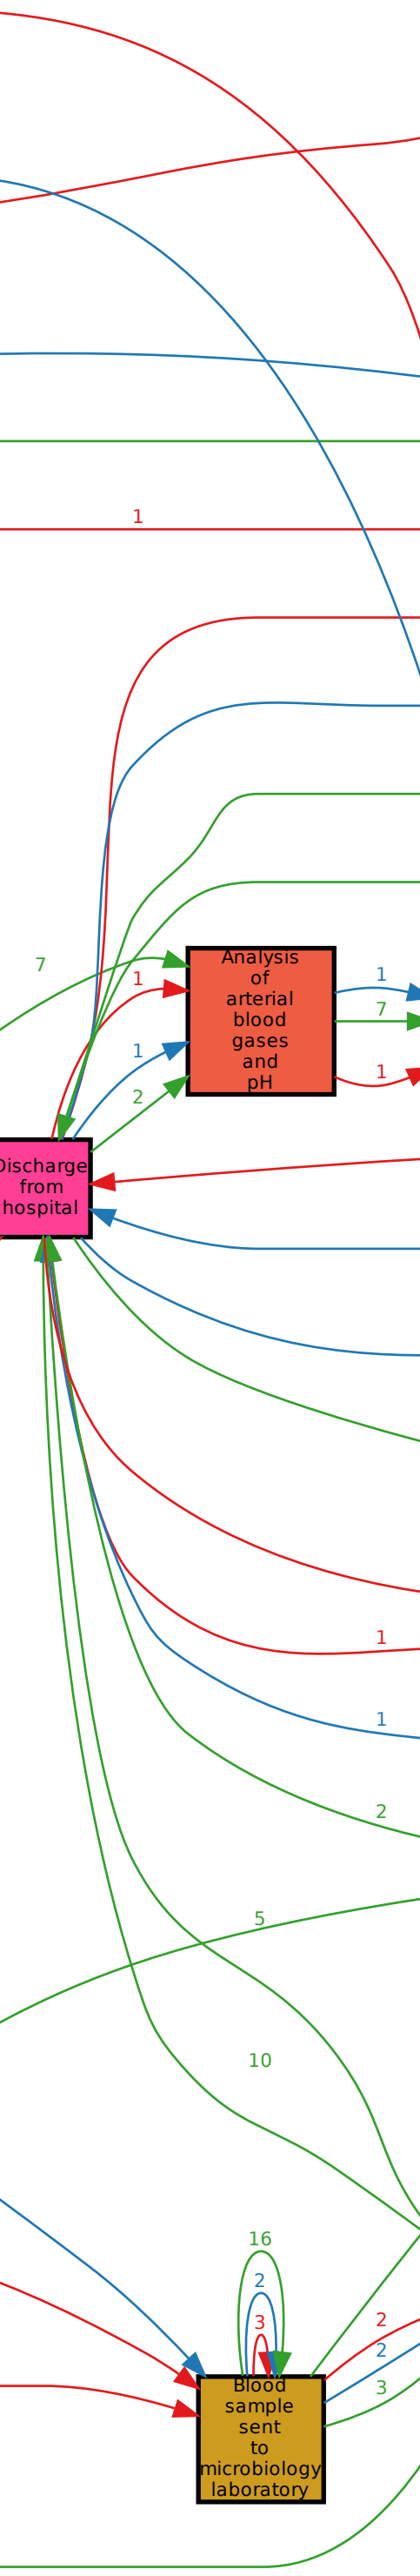 1
Analysis
of
arterial
blood
gases
and
pH
7
1
1
7
1
1
2
Discharge
from
hospital
1
1
2
5
10
16
2
3
2
2
3
Blood
sample
sent
to
microbiology
laboratory